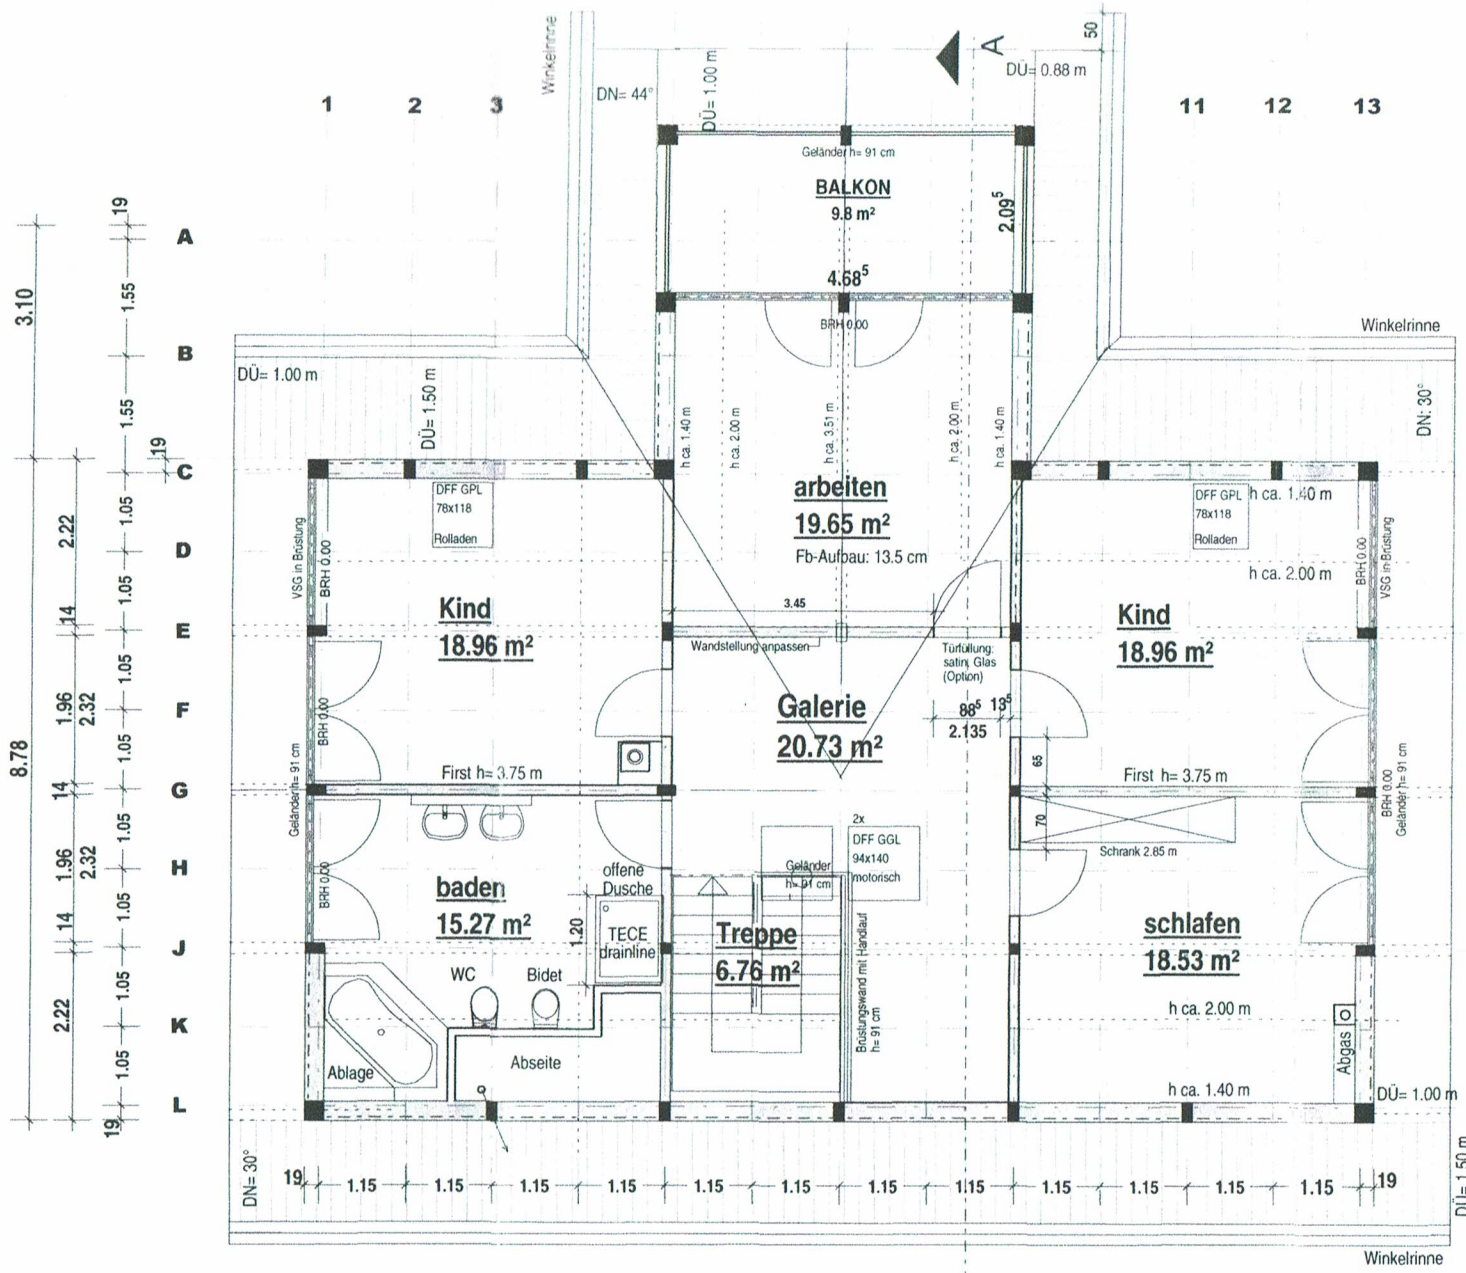 Winkelrinne
DN= 44°
DÜ= 1.00 m
A
DÜ= 0.88 m
50
1
2
3
11
12
13
Geländer h= 91 cm
BALKON
9.8 m²
2.09⁵
4.68⁵
19
A
3.10
1.55
B
1.55
19
C
DÜ= 1.00 m
DÜ= 1.50 m
BRH 0.00
Winkelrinne
DN: 30°
h ca. 1.40 m
h ca. 2.00 m
h ca. 3.51 m
h ca. 2.00 m
h ca. 1.40 m
arbeiten
19.65 m²
Fb-Aufbau: 13.5 cm
DFF GPL
78x118
Rolladen
DFF GPL
78x118
Rolladen
h ca. 1.40 m
h ca. 2.00 m
VSG in Brüstung
BRH 0.00
BRH 0.00
VSG in Brüstung
2.22
1.05
D
1.05
14
E
3.45
Kind
18.96 m²
Kind
18.96 m²
Wandstellung anpassen
Türfüllung:
satin. Glas
(Option)
1.96
2.32
1.05
F
1.05
8.78
14
G
Galerie
20.73 m²
88⁵
13⁵
2.135
65
70
BRH 0.00
Geländer h= 91 cm
First h= 3.75 m
First h= 3.75 m
BRH 0.00
Geländer h= 91 cm
Schrank 2.85 m
2x
DFF GGL
94x140
motorisch
Geländer
h= 91 cm
1.05
1.96
2.32
H
1.05
14
J
BRH 0.00
baden
15.27 m²
offene
Dusche
1.20
TECE
drainline
Treppe
6.76 m²
Brüstungswand mit Handlauf
h= 91 cm
schlafen
18.53 m²
WC
Bidet
2.22
1.05
K
1.05
L
19
Ablage
Abseite
h ca. 2.00 m
h ca. 1.40 m
Abgas
DÜ= 1.00 m
DÜ= 1.50 m
DN= 30°
19
1.15
1.15
1.15
1.15
1.15
1.15
1.15
1.15
1.15
1.15
1.15
1.15
19
Winkelrinne